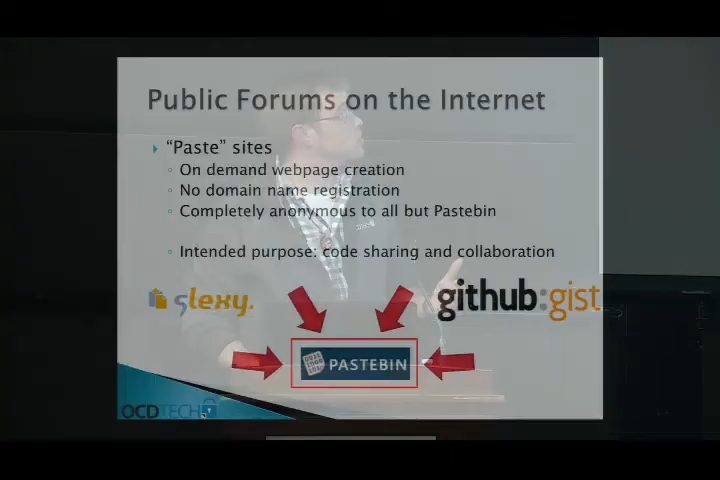 Public Forums on the Internet
“Paste” sites
On demand webpage creation
No domain name registration
Completely anonymous to all but Pastebin
Intended purpose: code sharing and collaboration
slexy.
github:gist
PASTEBIN
OCDTECH